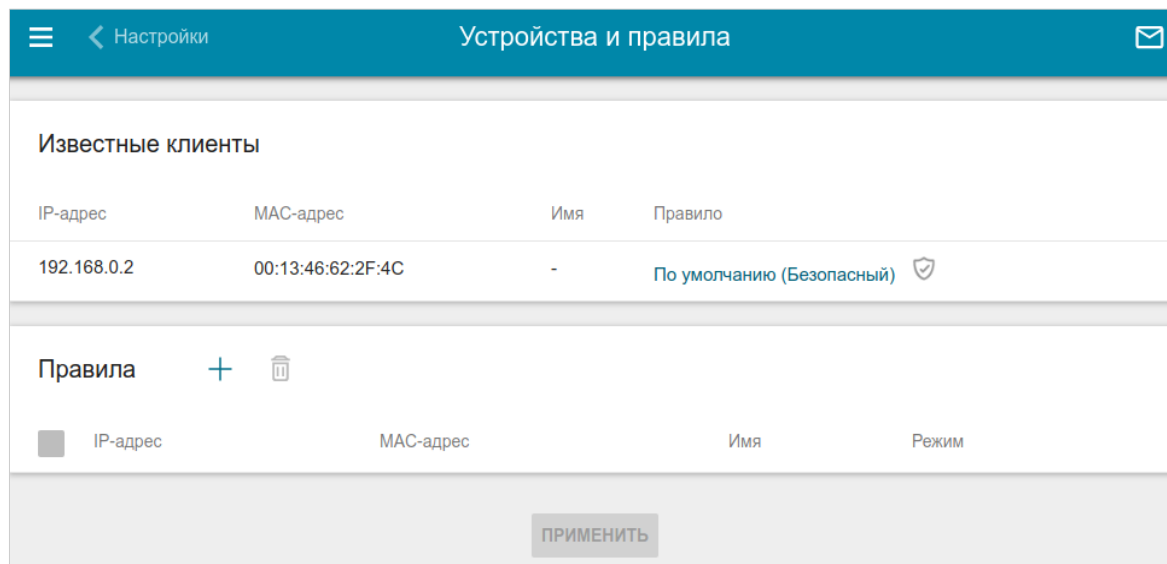 Настройки Устройства и правила
Известные клиенты
IP-адрес MAC-адрес Имя Правило
192.168.0.2 00:13:46:62:2F:4C - По умолчанию (Безопасный)
Правила
IP-адрес MAC-адрес Имя Режим
ПРИМЕНИТЬ